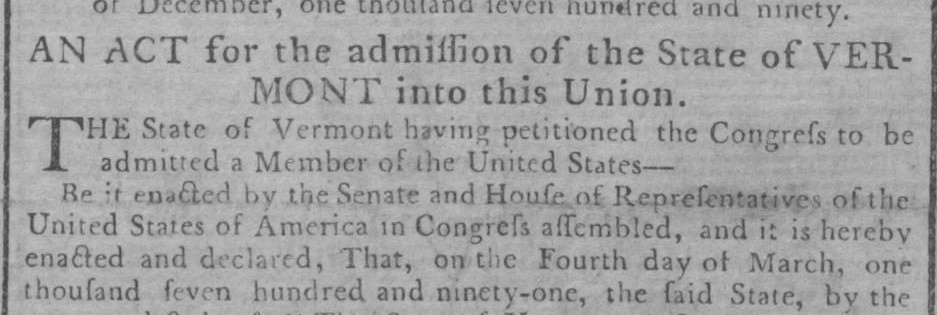 of December, one thouſand ſeven hundred and ninety.
AN ACT for the admiſſion of the State of VER-
MONT into this Union.
THE State of Vermont having petitioned the Congreſs to be
admitted a Member of the United States—
Be it enacted by the Senate and Houſe of Repreſentatives of the
United States of America in Congreſs aſſembled, and it is hereby
enacted and declared, That, on the Fourth day of March, one
thouſand ſeven hundred and ninety-one, the ſaid State, by the